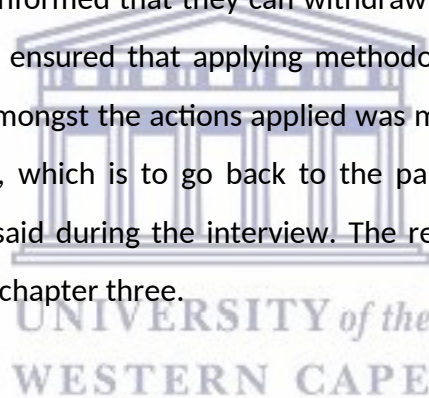 informed that they can withdraw
ensured that applying methodo
mongst the actions applied was m
, which is to go back to the pa
said during the interview. The re
chapter three.
UNIVERSITY of the
WESTERN CAPE